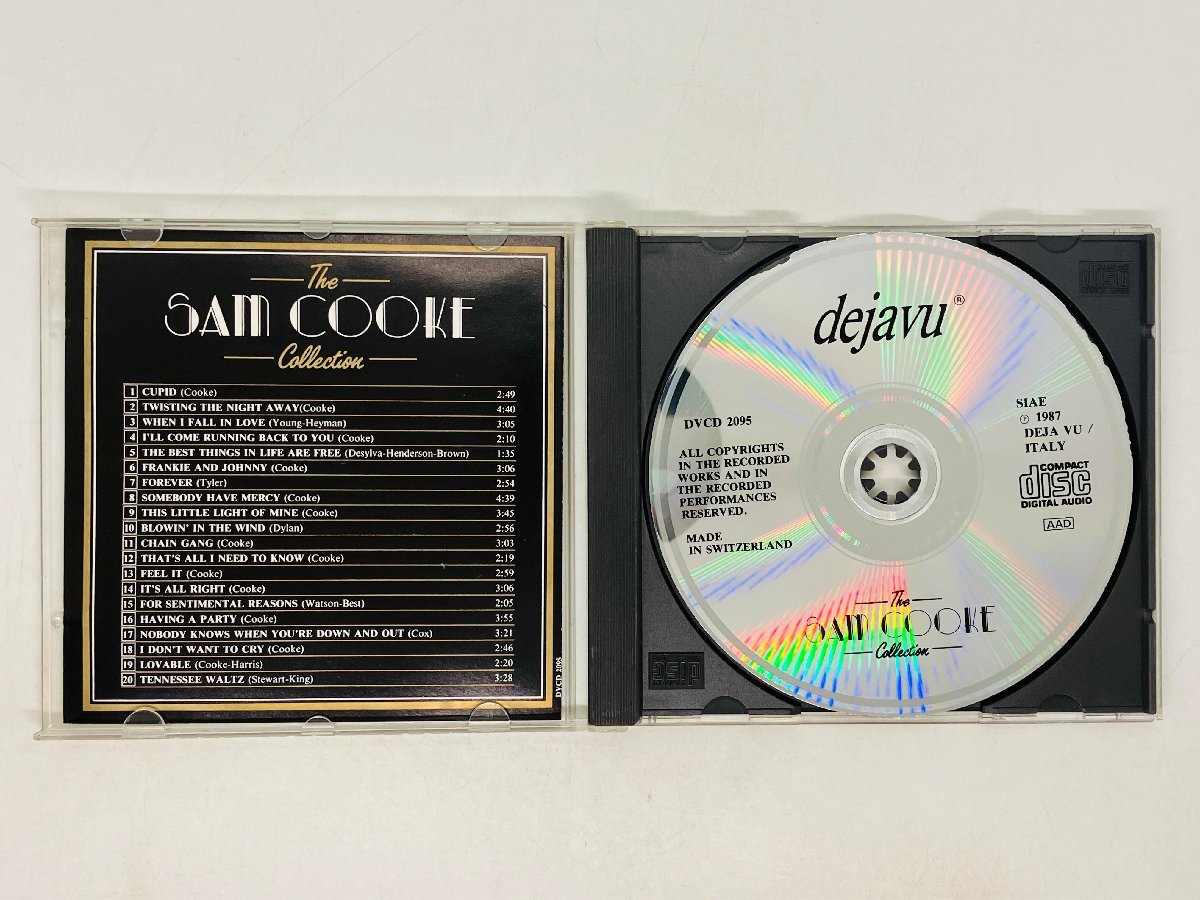 The
SAM COOKE
Collection
1 CUPID (Cooke) 2:49
2 TWISTING THE NIGHT AWAY(Cooke) 4:40
3 WHEN I FALL IN LOVE (Young-Heyman) 3:05
4 I'LL COME RUNNING BACK TO YOU (Cooke) 2:10
5 THE BEST THINGS IN LIFE ARE FREE (Desylva-Henderson-Brown) 1:35
6 FRANKIE AND JOHNNY (Cooke) 3:06
7 FOREVER (Tyler) 2:54
8 SOMEBODY HAVE MERCY (Cooke) 4:39
9 THIS LITTLE LIGHT OF MINE (Cooke) 3:45
10 BLOWIN' IN THE WIND (Dylan) 2:56
11 CHAIN GANG (Cooke) 3:03
12 THAT'S ALL I NEED TO KNOW (Cooke) 2:19
13 FEEL IT (Cooke) 2:59
14 IT'S ALL RIGHT (Cooke) 3:06
15 FOR SENTIMENTAL REASONS (Watson-Best) 2:05
16 HAVING A PARTY (Cooke) 3:55
17 NOBODY KNOWS WHEN YOU'RE DOWN AND OUT (Cox) 3:21
18 I DON'T WANT TO CRY (Cooke) 2:46
19 LOVABLE (Cooke-Harris) 2:20
20 TENNESSEE WALTZ (Stewart-King) 3:28
DVCD 2095
dejavu®
DVCD 2095
ALL COPYRIGHTS
IN THE RECORDED
WORKS AND IN
THE RECORDED
PERFORMANCES
RESERVED.
MADE
IN SWITZERLAND
SIAE
℗ 1987
DEJA VU /
ITALY
COMPACT
disc
DIGITAL AUDIO
AAD
The
SAM COOKE
Collection